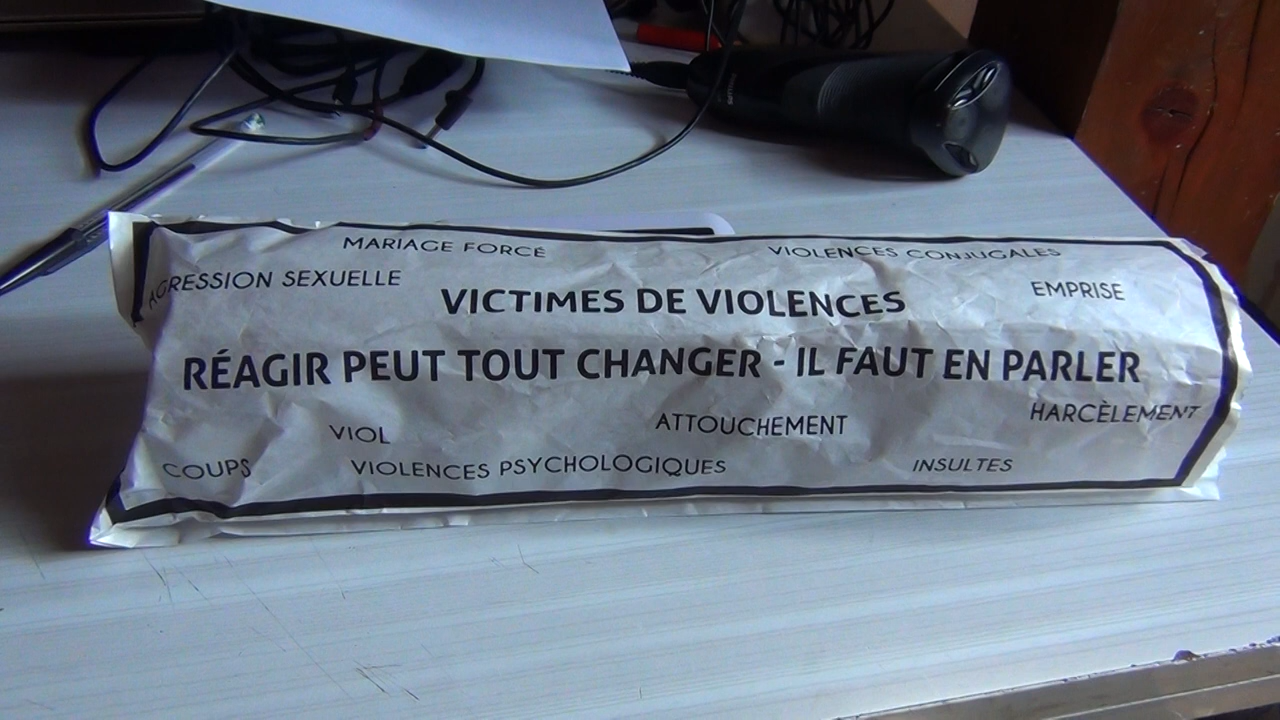 MARIAGE FORCÉ VIOLENCES CONJUGALES
AGRESSION SEXUELLE EMPRISE
VICTIMES DE VIOLENCES
RÉAGIR PEUT TOUT CHANGER - IL FAUT EN PARLER
HARCÈLEMENT
VIOL ATTOUCHEMENT
COUPS VIOLENCES PSYCHOLOGIQUES INSULTES